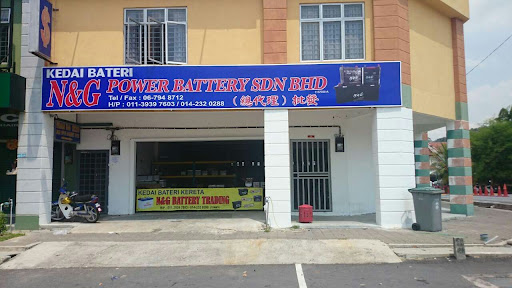 KEDAI BATERI
N&G POWER BATTERY SDN BHD
Tel / Fax : 06-794 8712
H/P : 011-3939 7603 / 014-232 0288
（總代理）批發
KEDAI BATERI KERETA
N&G BATTERY TRADING